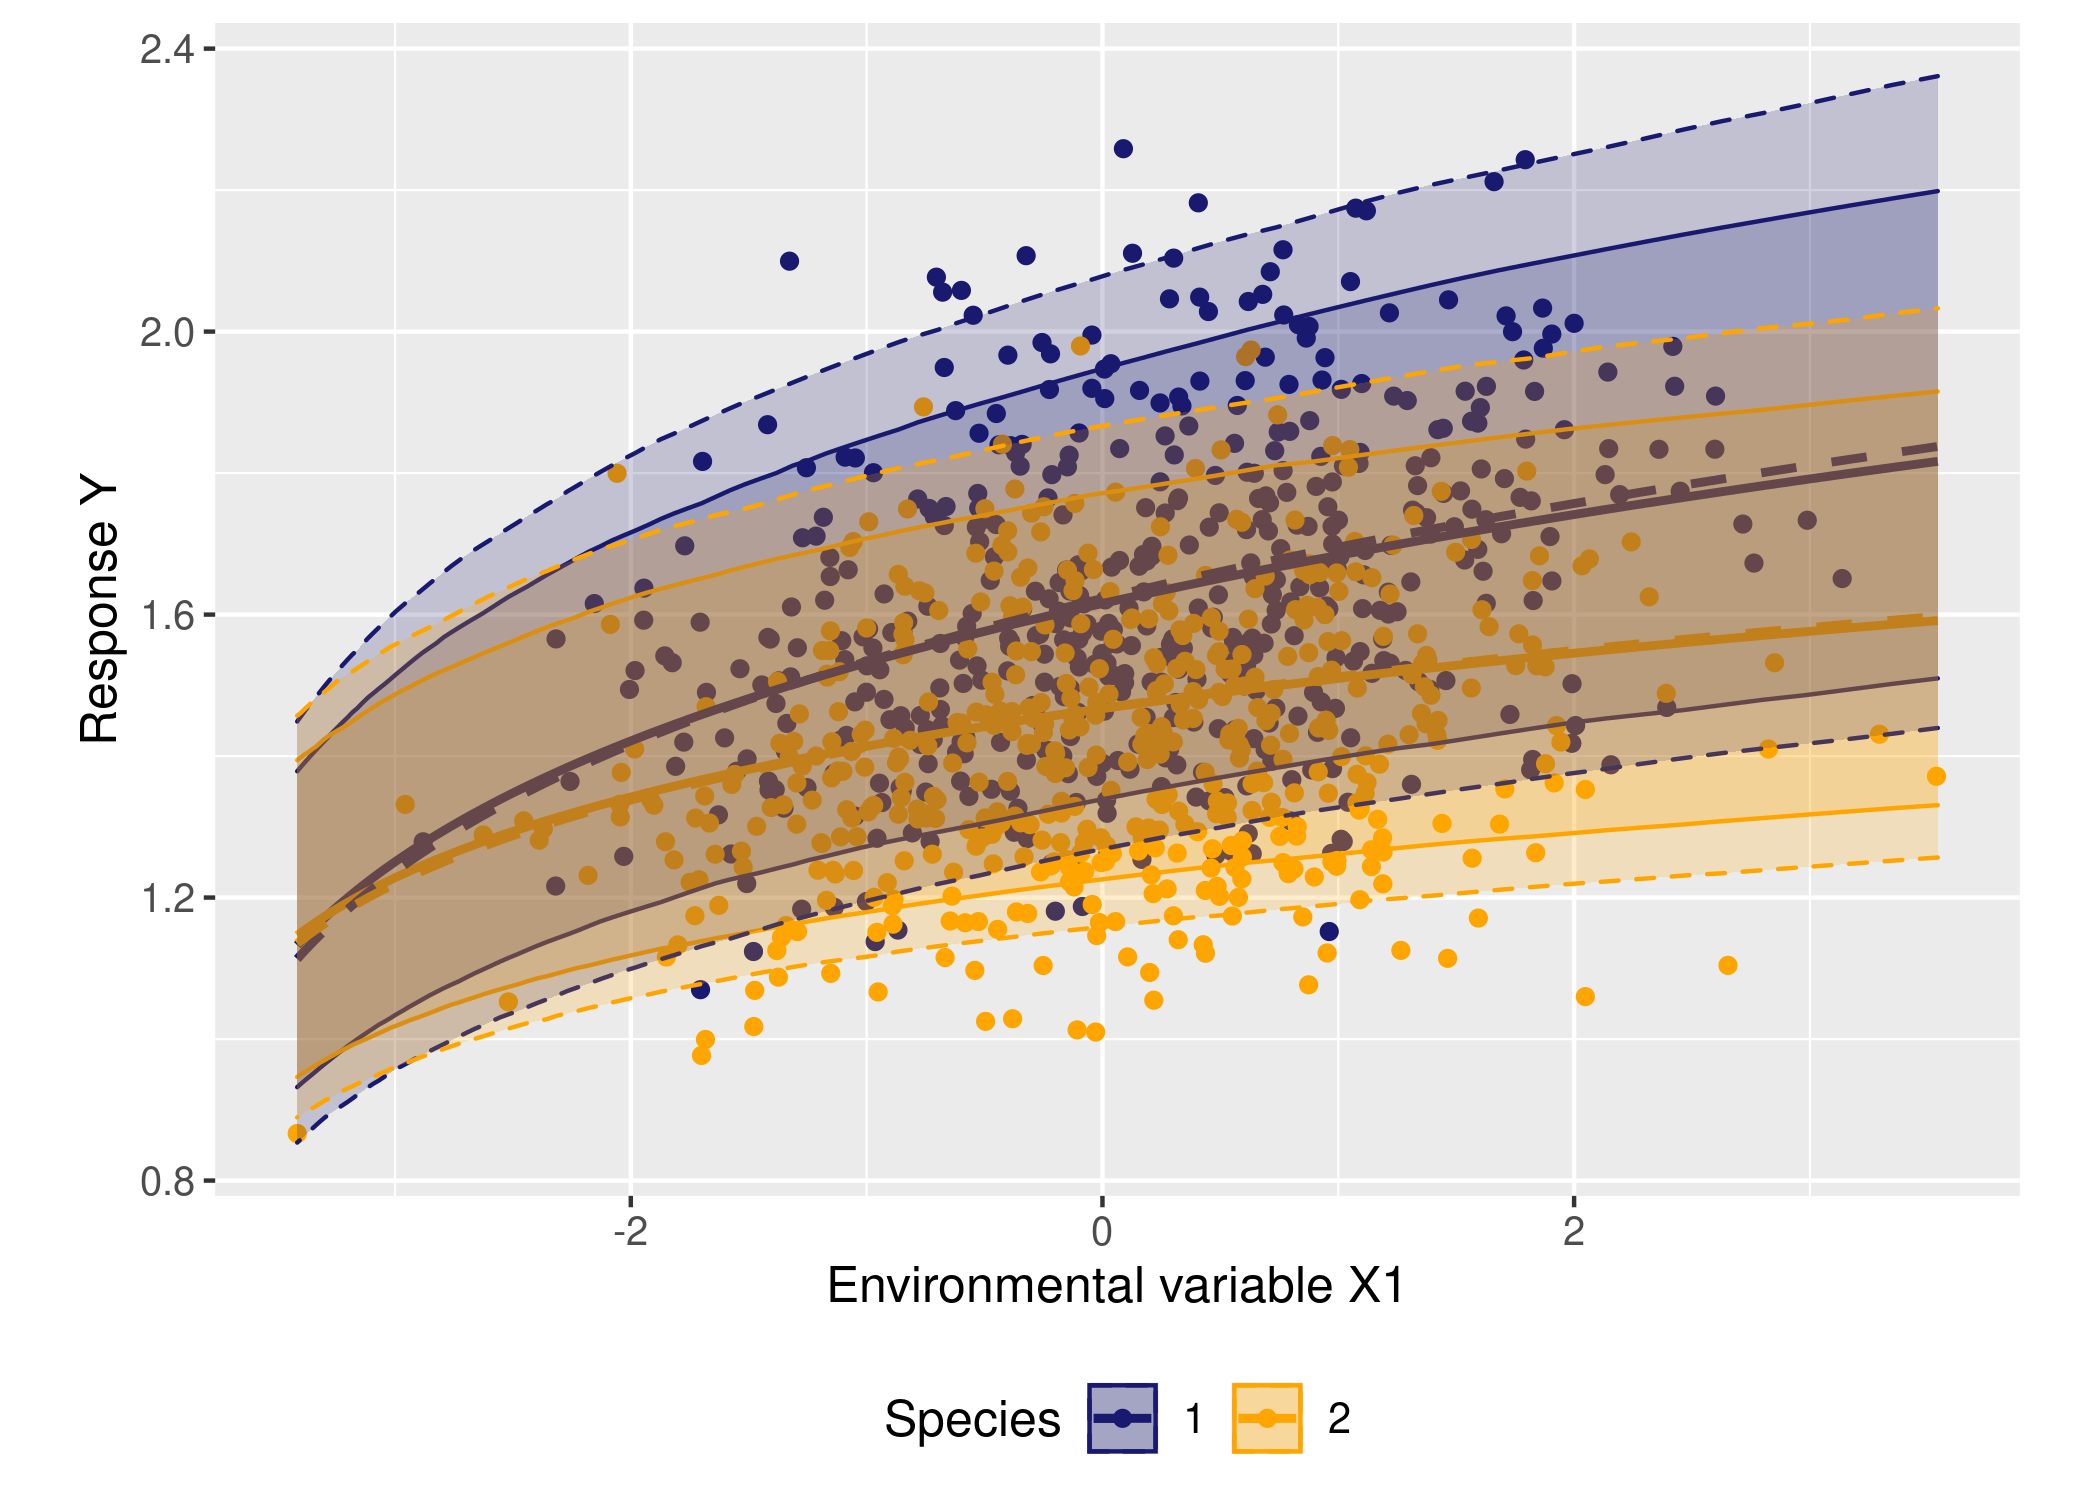 2.4
2.0
1.6
1.2
0.8
Response Y
-2 0 2
Environmental variable X1
Species 1 2